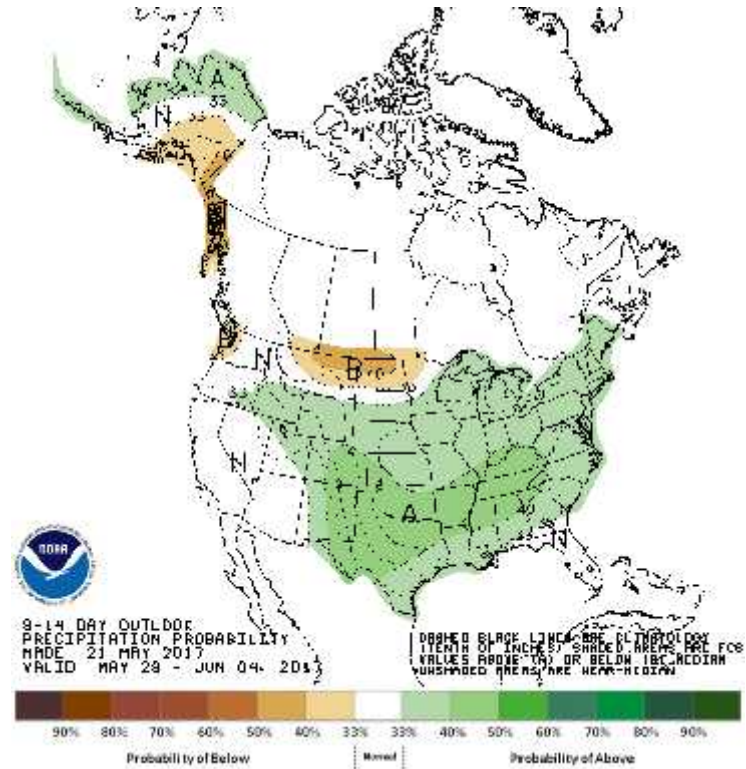 A
33
N
B
N
B
N
A
40
N
NOAA
8-14 DAY OUTLOOK
PRECIPITATION PROBABILITY
MADE 21 MAY 2017
VALID MAY 29 - JUN 04, 2017
DASHED BLACK LINES ARE CLIMATOLOGY
(TENTH OF INCHES) SHADED AREAS ARE FCST
VALUES ABOVE (A) OR BELOW (B) MEDIAN
UNSHADED AREAS ARE NEAR-MEDIAN
90% 80% 70% 60% 50% 40% 33% 33% 40% 50% 60% 70% 80% 90%
Probability of Below Normal Probability of Above